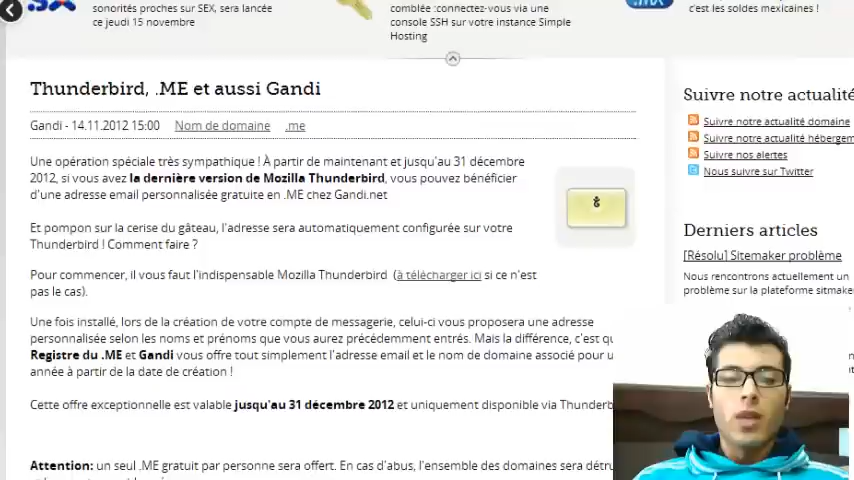 sonorités proches sur SEX, sera lancée
ce jeudi 15 novembre
comblée :connectez-vous via une
console SSH sur votre instance Simple
Hosting
c'est les soldes mexicaines !
Thunderbird, .ME et aussi Gandi
Gandi - 14.11.2012 15:00 Nom de domaine .me
Une opération spéciale très sympathique ! À partir de maintenant et jusqu'au 31 décembre
2012, si vous avez la dernière version de Mozilla Thunderbird, vous pouvez bénéficier
d'une adresse email personnalisée gratuite en .ME chez Gandi.net
Et pompon sur la cerise du gâteau, l'adresse sera automatiquement configurée sur votre
Thunderbird ! Comment faire ?
Pour commencer, il vous faut l'indispensable Mozilla Thunderbird (à télécharger ici si ce n'est
pas le cas).
Une fois installé, lors de la création de votre compte de messagerie, celui-ci vous proposera une adresse
personnalisée selon les noms et prénoms que vous aurez précédemment entrés. Mais la différence, c'est qu
Registre du .ME et Gandi vous offre tout simplement l'adresse email et le nom de domaine associé pour u
année à partir de la date de création !
Cette offre exceptionnelle est valable jusqu'au 31 décembre 2012 et uniquement disponible via Thunderb
Attention: un seul .ME gratuit par personne sera offert. En cas d'abus, l'ensemble des domaines sera détru
Suivre notre actualité
Suivre notre actualité domaine
Suivre notre actualité hébergem
Suivre nos alertes
Nous suivre sur Twitter
Derniers articles
[Résolu] Sitemaker problème
Nous rencontrons actuellement un
problème sur la plateforme sitemak